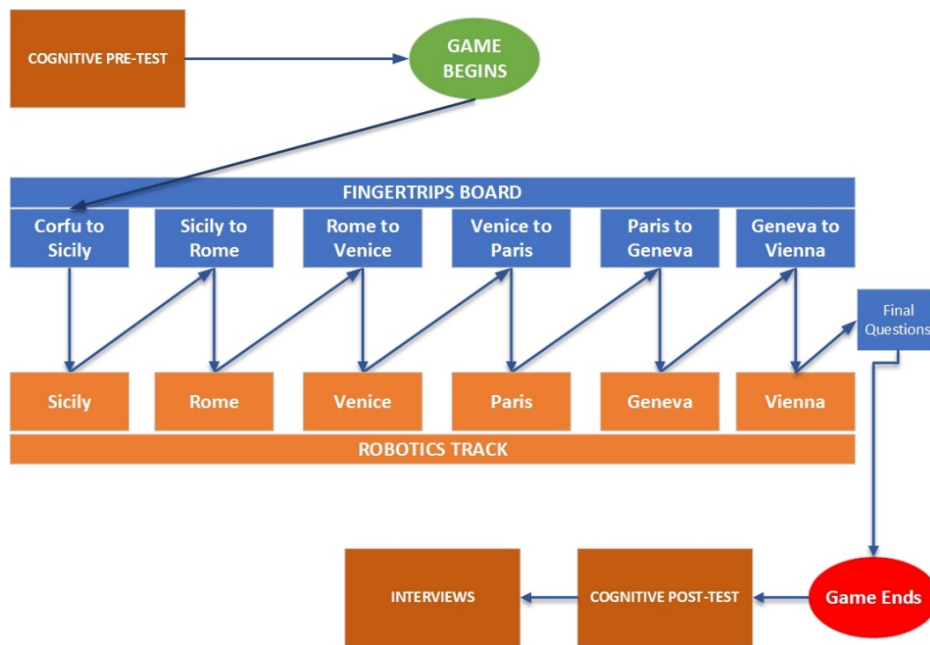 COGNITIVE PRE-TEST
GAME
BEGINS
FINGERTRIPS BOARD
Corfu to
Sicily
Sicily to
Rome
Rome to
Venice
Venice to
Paris
Paris to
Geneva
Geneva to
Vienna
Final
Questions
Sicily
Rome
Venice
Paris
Geneva
Vienna
ROBOTICS TRACK
INTERVIEWS
COGNITIVE POST-TEST
Game Ends